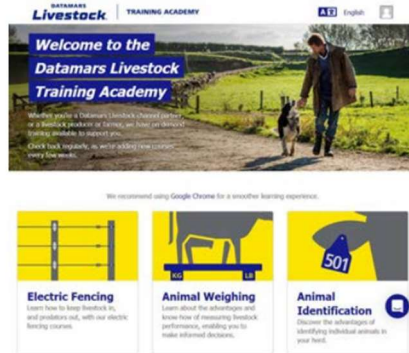 DATAMARS
Livestock. TRAINING ACADEMY
English
Welcome to the
Datamars Livestock
Training Academy
Whether you're a Datamars Livestock channel partner,
or a livestock producer or farmer, we have on-demand
training available to support you.
Check back regularly, as we're adding new courses
every few weeks.
We recommend using Google Chrome for a smoother learning experience.
KG
LB
501
Electric Fencing
Learn how to keep livestock in,
and predators out, with our electric
fencing courses
Animal Weighing
Learn about the advantages and
know how of measuring livestock
performance, enabling you to
make informed decisions.
Animal
Identification
Discover the advantages of
identifying individual animals in
your herd.